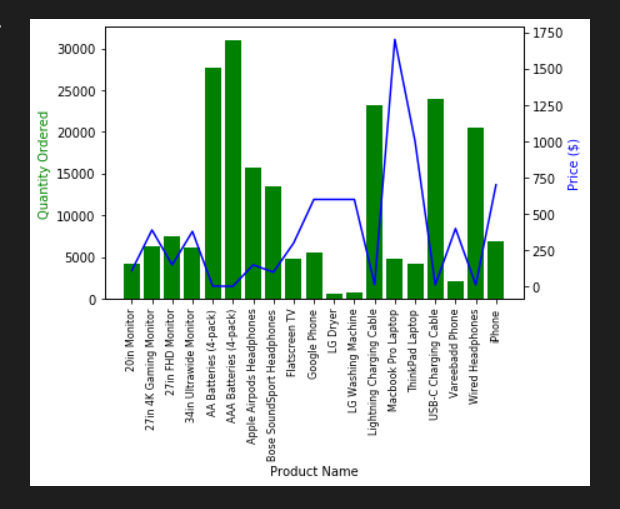 30000
25000
20000
15000
10000
5000
0
Quantity Ordered
1750
1500
1250
1000
750
500
250
0
Price ($)
20in Monitor
27in 4K Gaming Monitor
27in FHD Monitor
34in Ultrawide Monitor
AA Batteries (4-pack)
AAA Batteries (4-pack)
Apple Airpods Headphones
Bose SoundSport Headphones
Flatscreen TV
Google Phone
LG Dryer
LG Washing Machine
Lightning Charging Cable
Macbook Pro Laptop
ThinkPad Laptop
USB-C Charging Cable
Vareebadd Phone
Wired Headphones
iPhone
Product Name